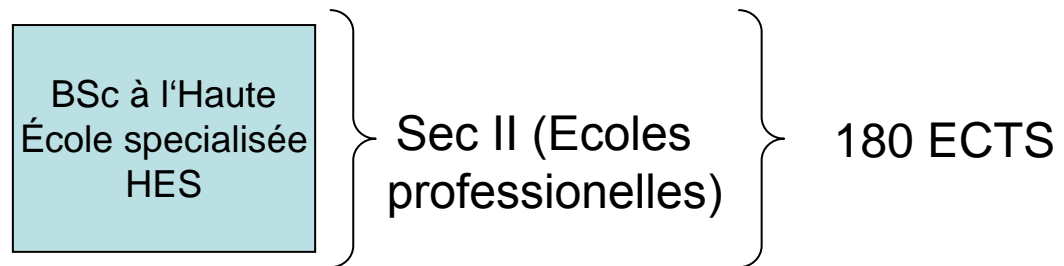 BSc à l‘Haute
École specialisée
HES
Sec II (Ecoles
professionelles)
180 ECTS